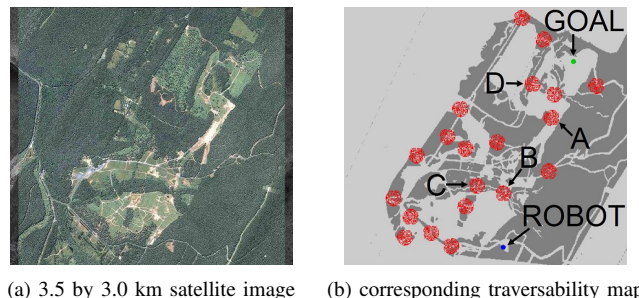 GOAL
D
A
B
C
ROBOT
(a) 3.5 by 3.0 km satellite image
(b) corresponding traversability map